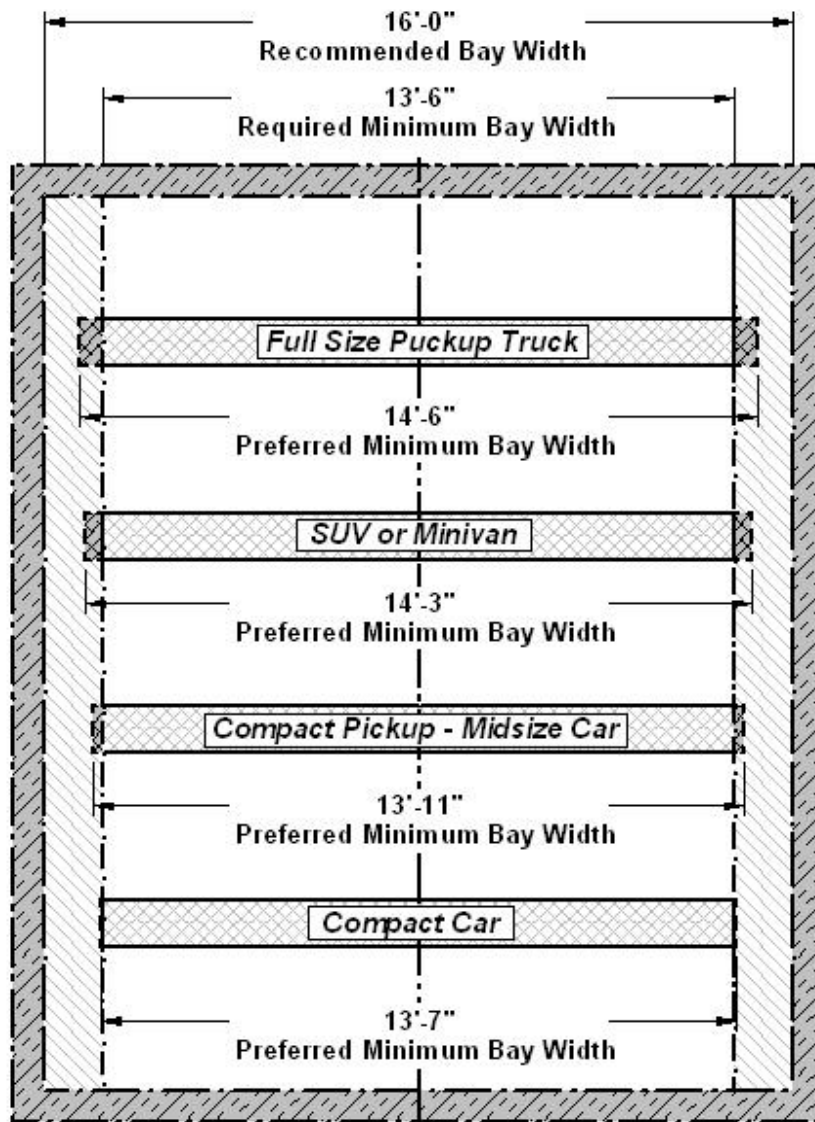 16'-0"
Recommended Bay Width
13'-6"
Required Minimum Bay Width
Full Size Puckup Truck
14'-6"
Preferred Minimum Bay Width
SUV or Minivan
14'-3"
Preferred Minimum Bay Width
Compact Pickup - Midsize Car
13'-11"
Preferred Minimum Bay Width
Compact Car
13'-7"
Preferred Minimum Bay Width